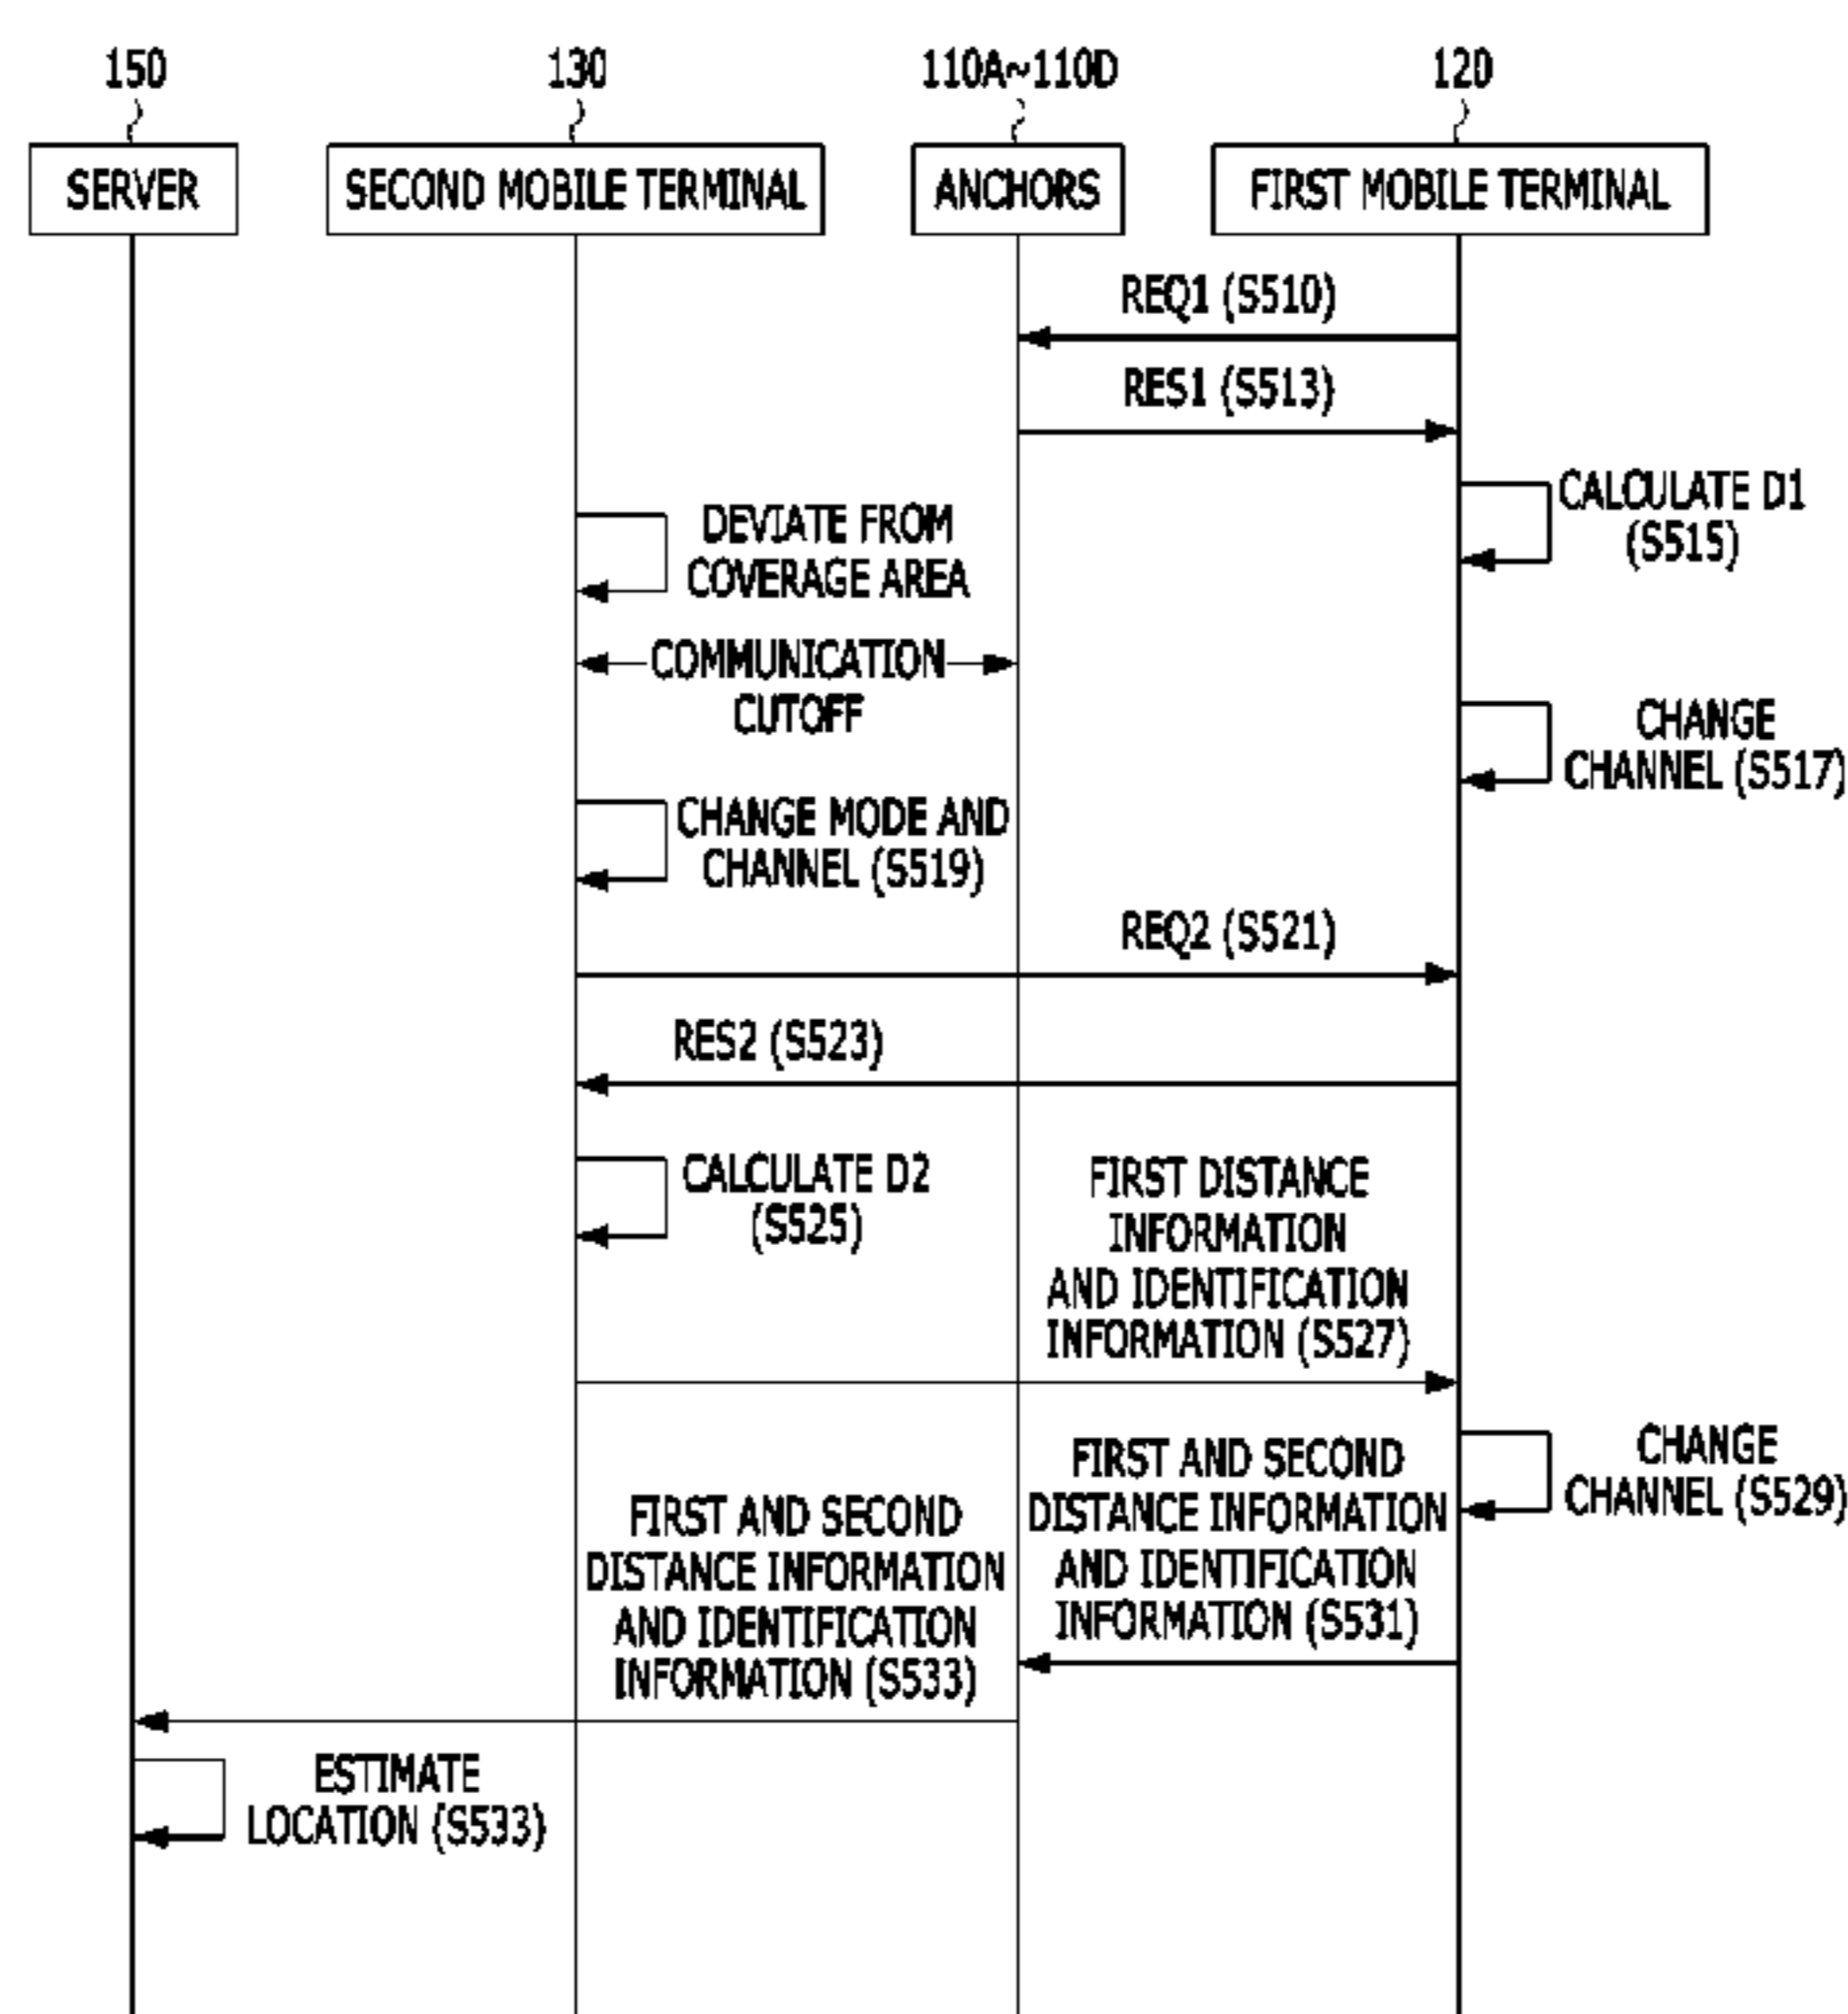 150
130
110A~110D
120
SERVER
SECOND MOBILE TERMINAL
ANCHORS
FIRST MOBILE TERMINAL
REQ1 (S510)
RES1 (S513)
CALCULATE D1
(S515)
DEVIATE FROM
COVERAGE AREA
COMMUNICATION
CUTOFF
CHANGE
CHANNEL (S517)
CHANGE MODE AND
CHANNEL (S519)
REQ2 (S521)
RES2 (S523)
CALCULATE D2
(S525)
FIRST DISTANCE
INFORMATION
AND IDENTIFICATION
INFORMATION (S527)
CHANGE
CHANNEL (S529)
FIRST AND SECOND
DISTANCE INFORMATION
AND IDENTIFICATION
INFORMATION (S531)
FIRST AND SECOND
DISTANCE INFORMATION
AND IDENTIFICATION
INFORMATION (S533)
ESTIMATE
LOCATION (S533)